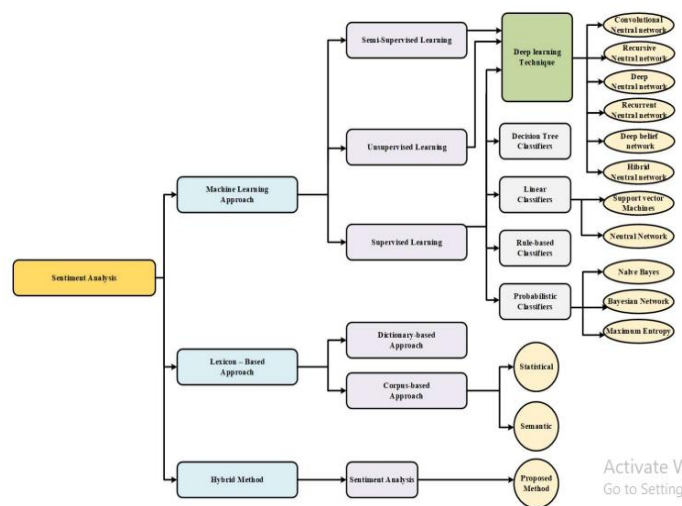 Sentiment Analysis
Machine Learning
Approach
Lexicon – Based
Approach
Hybrid Method
Semi-Supervised Learning
Unsupervised Learning
Supervised Learning
Dictionary-based
Approach
Corpus-based
Approach
Sentiment Analysis
Deep learning
Technique
Decision Tree
Classifiers
Linear
Classifiers
Rule-based
Classifiers
Probabilistic
Classifiers
Statistical
Semantic
Proposed
Method
Convolutional
Neutral network
Recursive
Neutral network
Deep
Neutral network
Recurrent
Neutral network
Deep belief
network
Hibrid
Neutral network
Support vector
Machines
Neutral Network
Naive Bayes
Bayesian Network
Maximum Entropy
Activate W
Go to Setting